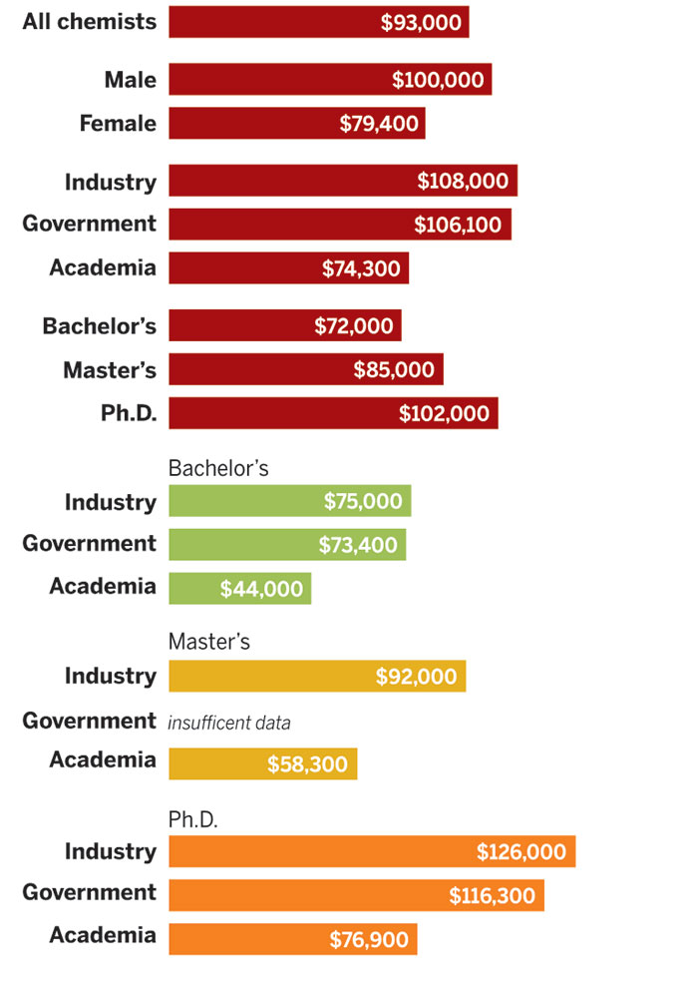 All chemists $93,000
Male $100,000
Female $79,400
Industry $108,000
Government $106,100
Academia $74,300
Bachelor’s $72,000
Master’s $85,000
Ph.D. $102,000
Bachelor’s
Industry $75,000
Government $73,400
Academia $44,000
Master’s
Industry $92,000
Government insufficent data
Academia $58,300
Ph.D.
Industry $126,000
Government $116,300
Academia $76,900